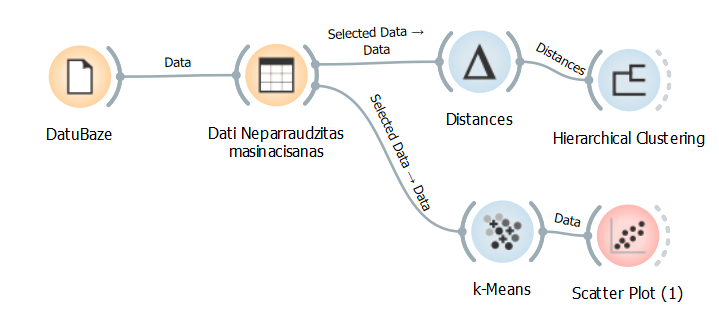 Selected Data →
Data
Data
Distances
DatuBaze
Dati Neparraudzitas
masinacisanas
Distances
Hierarchical Clustering
Selected Data → Data
Data
k-Means
Scatter Plot (1)